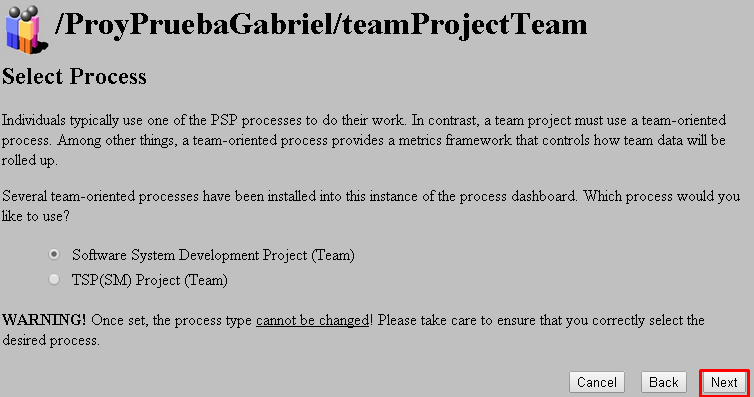 /ProyPruebaGabriel/teamProjectTeam
Select Process
Individuals typically use one of the PSP processes to do their work. In contrast, a team project must use a team-oriented
process. Among other things, a team-oriented process provides a metrics framework that controls how team data will be
rolled up.
Several team-oriented processes have been installed into this instance of the process dashboard. Which process would you
like to use?
Software System Development Project (Team)
TSP(SM) Project (Team)
WARNING! Once set, the process type cannot be changed! Please take care to ensure that you correctly select the
desired process.
Cancel Back Next